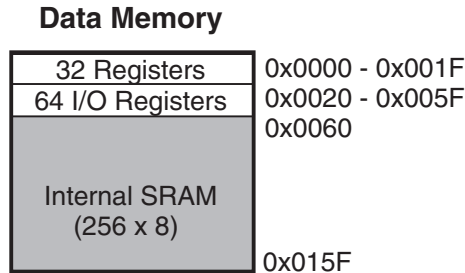 Data Memory
32 Registers 0x0000 - 0x001F
64 I/O Registers 0x0020 - 0x005F
0x0060
Internal SRAM
(256 x 8)
0x015F